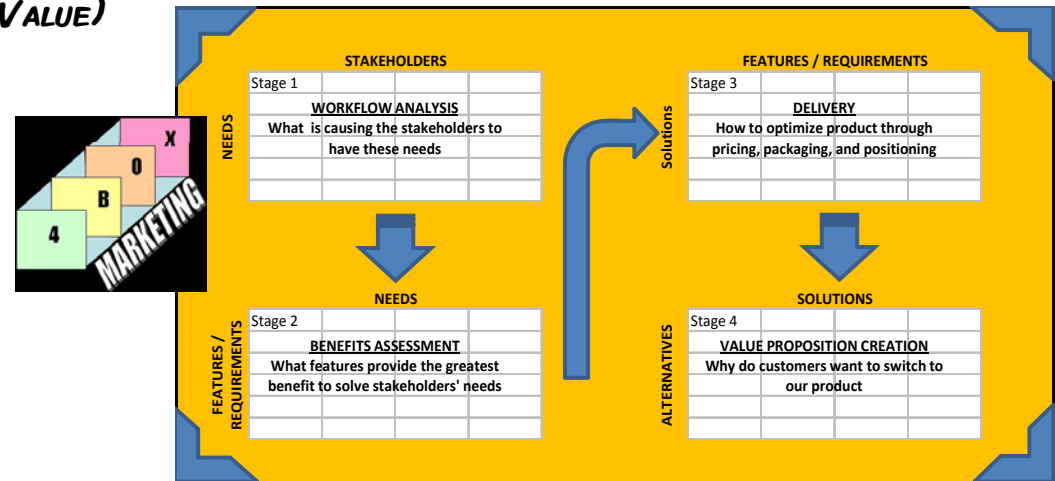 VALUE)
STAKEHOLDERS
NEEDS
Stage 1
WORKFLOW ANALYSIS
What is causing the stakeholders to
have these needs
FEATURES / REQUIREMENTS
Solutions
Stage 3
DELIVERY
How to optimize product through
pricing, packaging, and positioning
4
B
O
X
MARKETING
NEEDS
FEATURES /
REQUIREMENTS
Stage 2
BENEFITS ASSESSMENT
What features provide the greatest
benefit to solve stakeholders' needs
SOLUTIONS
ALTERNATIVES
Stage 4
VALUE PROPOSITION CREATION
Why do customers want to switch to
our product